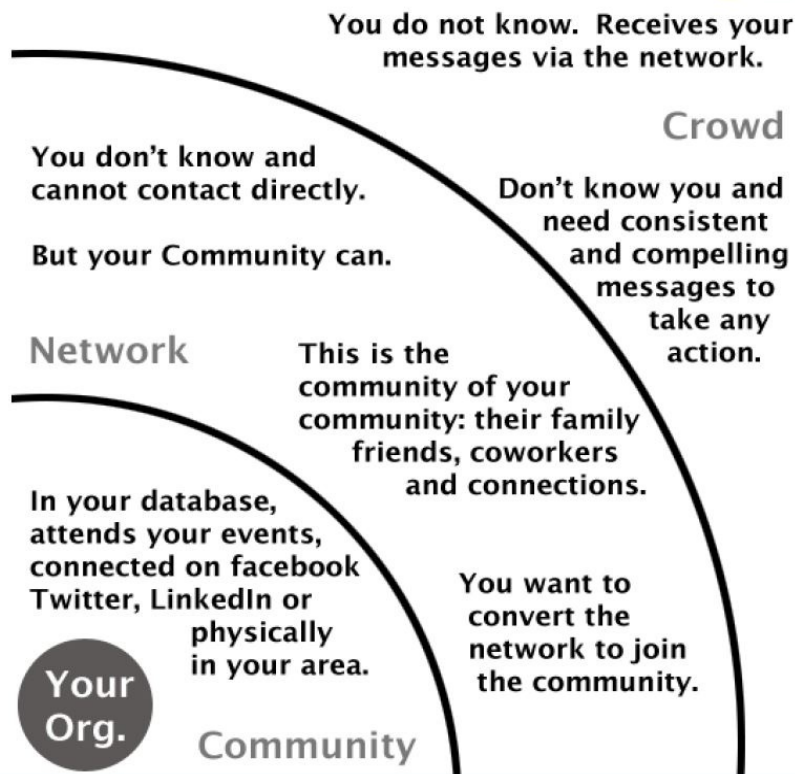 You do not know.  Receives your
messages via the network.
Crowd
Don't know you and
need consistent
and compelling
messages to
take any
action.
You don't know and
cannot contact directly.
But your Community can.
Network
This is the
community of your
community: their family
friends, coworkers
and connections.
You want to
convert the
network to join
the community.
In your database,
attends your events,
connected on facebook
Twitter, LinkedIn or
physically
in your area.
Your
Org.
Community